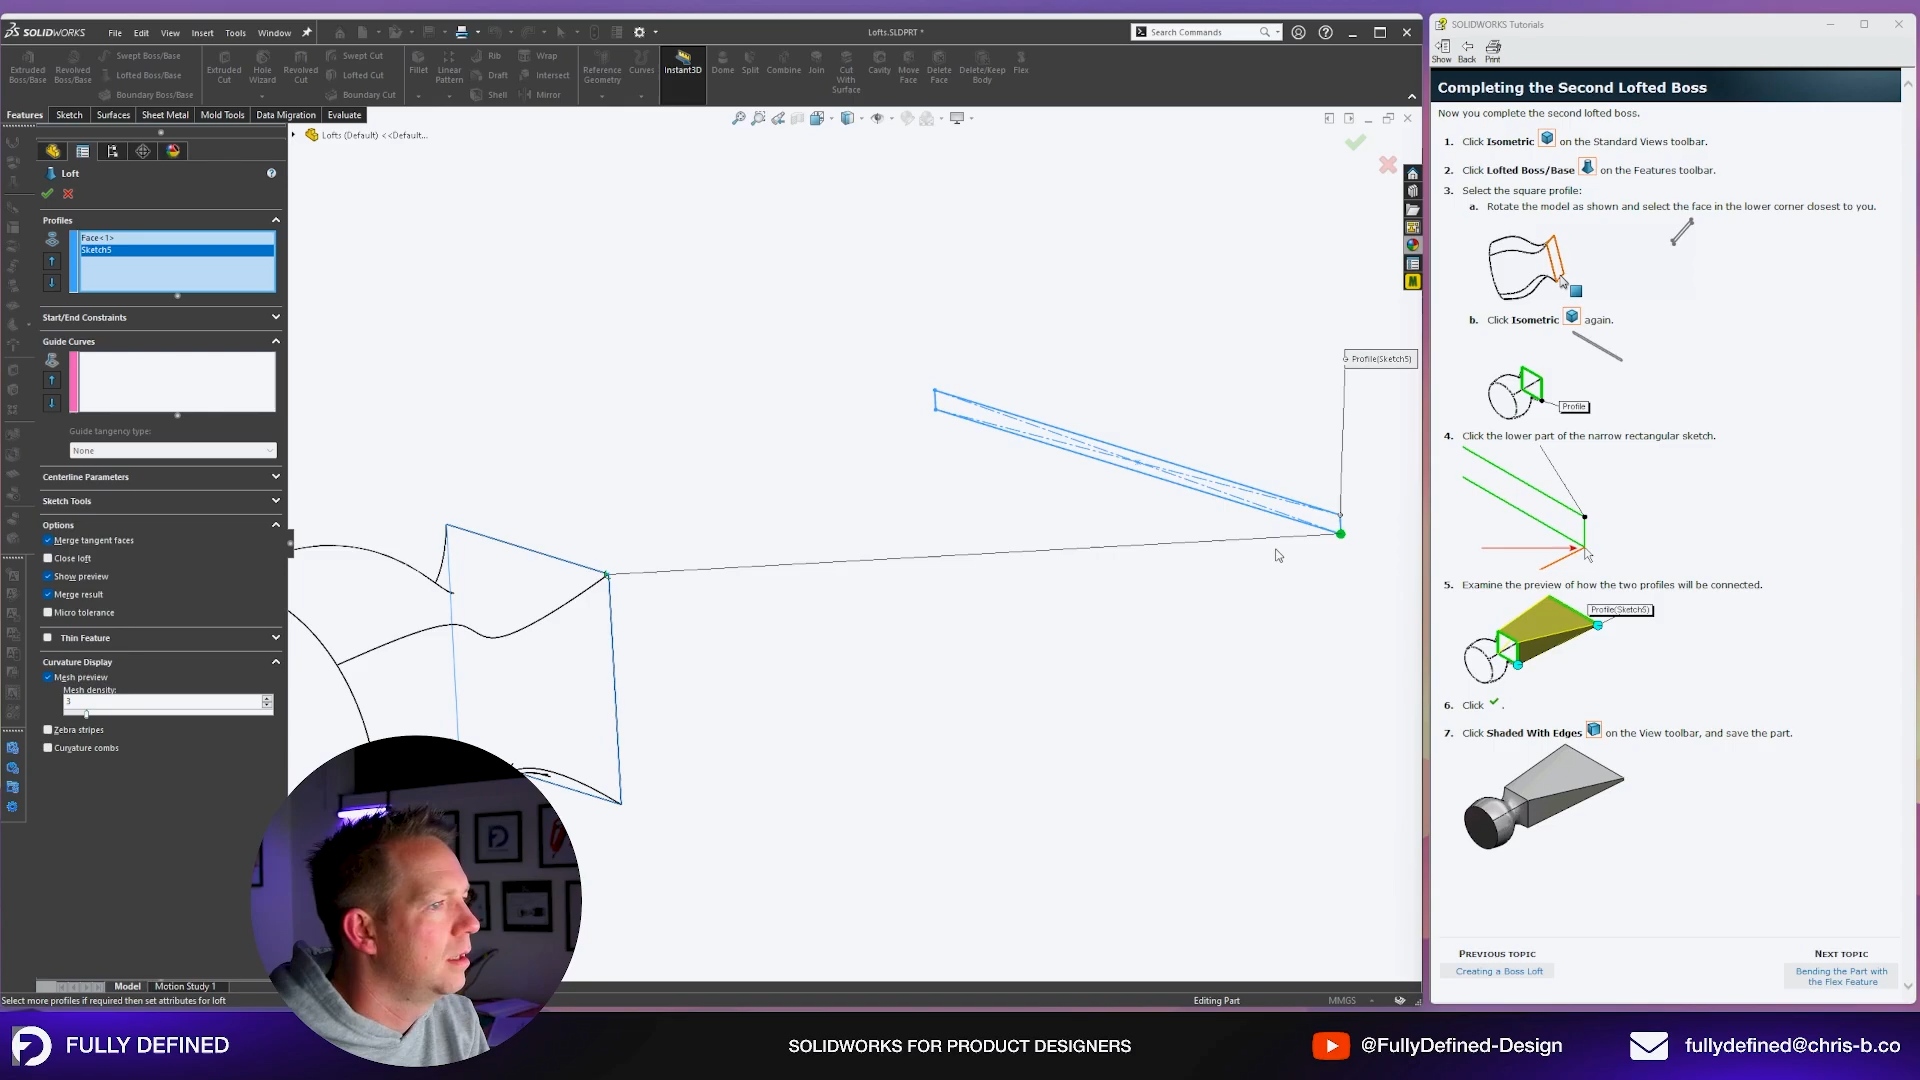 SOLIDWORKS
File
Edit
View
Insert
Tools
Window
Lofts.SLDPRT *
Search Commands
Extruded Boss/Base
Revolved Boss/Base
Swept Boss/Base
Lofted Boss/Base
Boundary Boss/Base
Extruded Cut
Hole Wizard
Revolved Cut
Swept Cut
Lofted Cut
Boundary Cut
Fillet
Linear Pattern
Rib
Draft
Shell
Wrap
Intersect
Mirror
Reference Geometry
Curves
Instant3D
Dome
Split
Combine
Join
Cut With Surface
Cavity
Move Face
Delete Face
Delete/Keep Body
Flex
Features
Sketch
Surfaces
Sheet Metal
Mold Tools
Data Migration
Evaluate
Lofts (Default) <<Default...
Loft
Profiles
Face<1>
Sketch5
Start/End Constraints
Guide Curves
Guide tangency type:
None
Centerline Parameters
Sketch Tools
Options
Merge tangent faces
Close loft
Show preview
Merge result
Micro tolerance
Thin Feature
Curvature Display
Mesh preview
Mesh density:
3
Zebra stripes
Curvature combs
Profile(Sketch5)
Model
Motion Study 1
Select more profiles if required then set attributes for loft
Editing Part
MMGS
SOLIDWORKS Tutorials
Show
Back
Print
Completing the Second Lofted Boss
Now you complete the second lofted boss.
1. Click Isometric on the Standard Views toolbar.
2. Click Lofted Boss/Base on the Features toolbar.
3. Select the square profile:
a. Rotate the model as shown and select the face in the lower corner closest to you.
b. Click Isometric again.
Profile
4. Click the lower part of the narrow rectangular sketch.
5. Examine the preview of how the two profiles will be connected.
Profile(Sketch5)
6. Click .
7. Click Shaded With Edges on the View toolbar, and save the part.
PREVIOUS TOPIC
Creating a Boss Loft
NEXT TOPIC
Bending the Part with
the Flex Feature
FULLY DEFINED
SOLIDWORKS FOR PRODUCT DESIGNERS
@FullyDefined-Design
fullydefined@chris-b.co